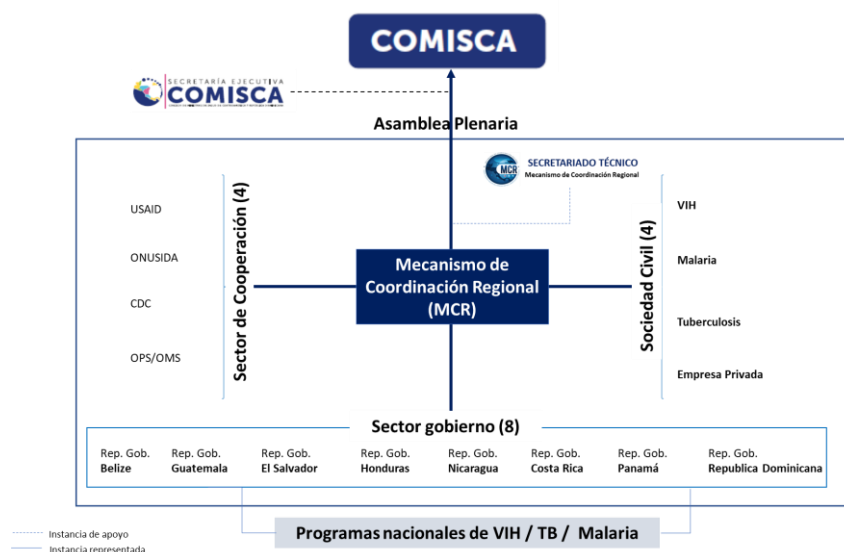 COMISCA
SECRETARÍA EJECUTIVA
COMISCA
Asamblea Plenaria
MCR
SECRETARIADO TÉCNICO
Mecanismo de Coordinación Regional
Sector de Cooperación (4)
USAID
ONUSIDA
CDC
OPS/OMS
Mecanismo de
Coordinación Regional
(MCR)
Sociedad Civil (4)
VIH
Malaria
Tuberculosis
Empresa Privada
Sector gobierno (8)
Rep. Gob.
Belize
Rep. Gob.
Guatemala
Rep. Gob.
El Salvador
Rep. Gob.
Honduras
Rep. Gob.
Nicaragua
Rep. Gob.
Costa Rica
Rep. Gob.
Panamá
Rep. Gob.
Republica Dominicana
Programas nacionales de VIH / TB / Malaria
Instancia de apoyo
Instancia representada